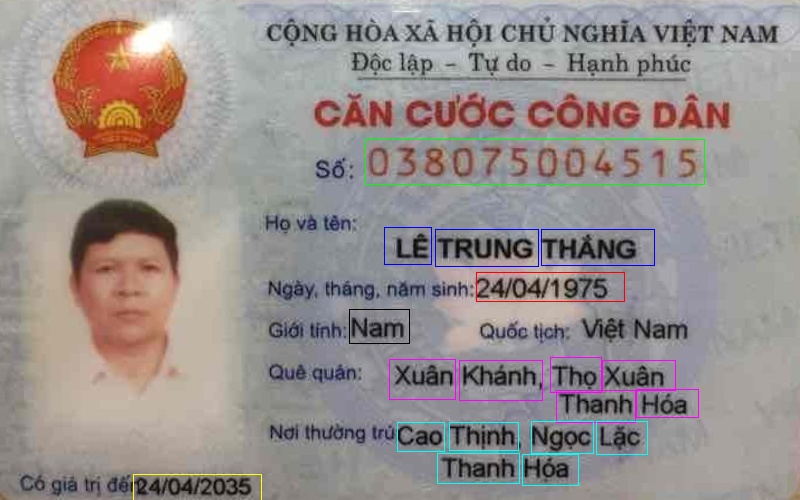 CỘNG HÒA XÃ HỘI CHỦ NGHĨA VIỆT NAM
Độc lập - Tự do - Hạnh phúc
CĂN CƯỚC CÔNG DÂN
Số: 038075004515
Họ và tên:
LÊ TRUNG THẮNG
Ngày, tháng, năm sinh: 24/04/1975
Giới tính: Nam Quốc tịch: Việt Nam
Quê quán: Xuân Khánh, Thọ Xuân
Thanh Hóa
Nơi thường trú: Cao Thịnh, Ngọc Lặc
Thanh Hóa
Có giá trị đến 24/04/2035